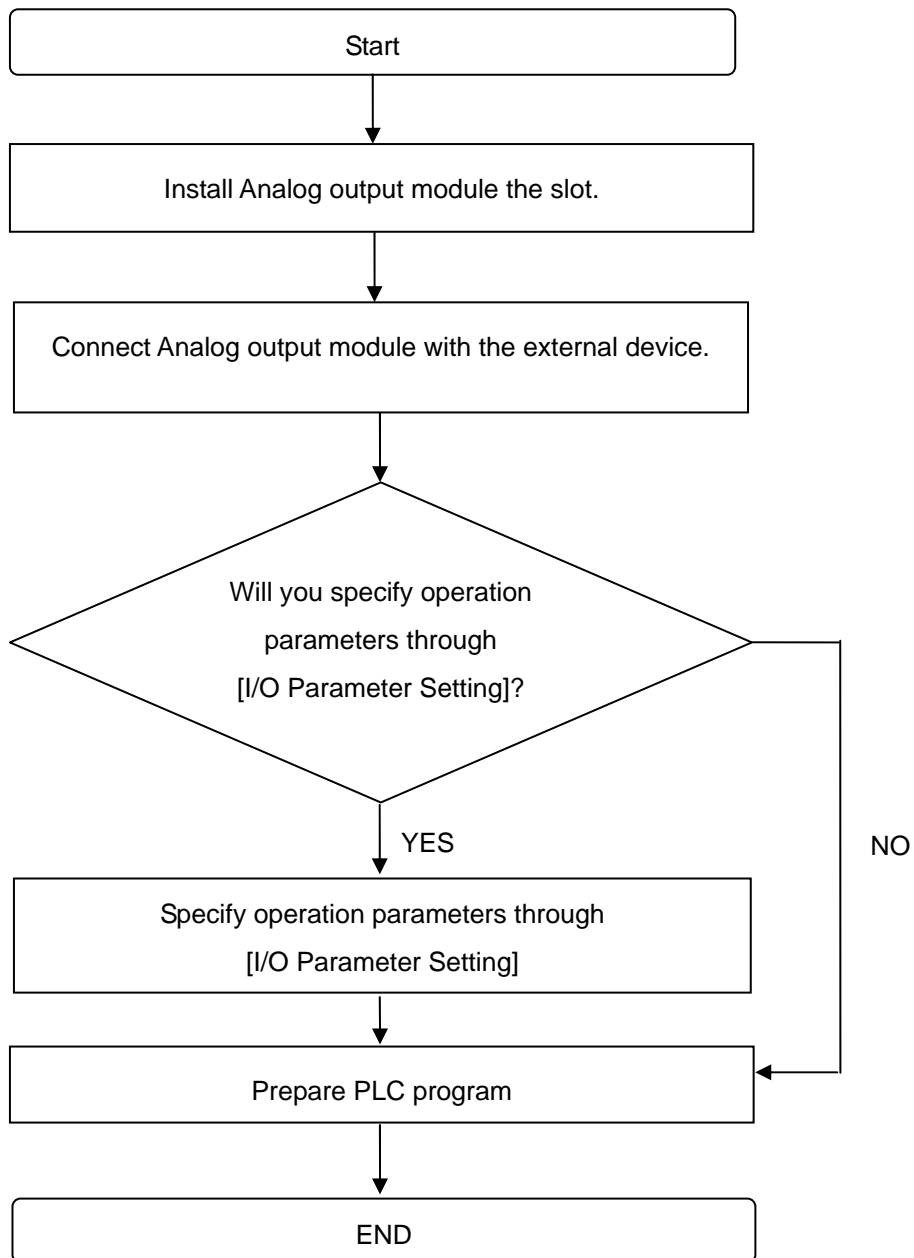 Start
Install Analog output module the slot.
Connect Analog output module with the external device.
Will you specify operation
parameters through
[I/O Parameter Setting]?
YES
NO
Specify operation parameters through
[I/O Parameter Setting]
Prepare PLC program
END